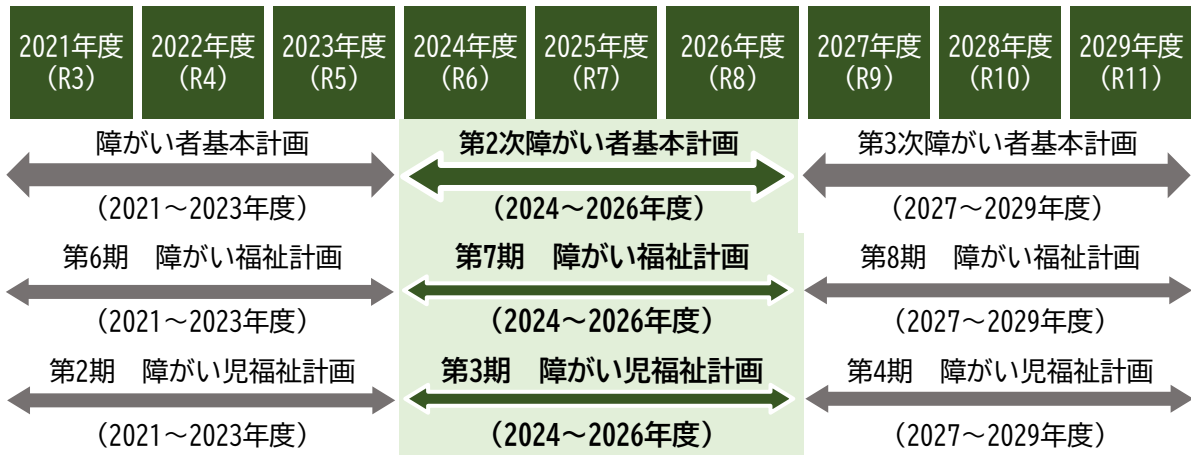 2021年度 2022年度 2023年度 2024年度 2025年度 2026年度 2027年度 2028年度 2029年度
（R3） （R4） （R5） （R6） （R7） （R8） （R9） （R10） （R11）
障がい者基本計画 第2次障がい者基本計画 第3次障がい者基本計画
（2021～2023年度） （2024～2026年度） （2027～2029年度）
第6期　障がい福祉計画 第7期　障がい福祉計画 第8期　障がい福祉計画
（2021～2023年度） （2024～2026年度） （2027～2029年度）
第2期　障がい児福祉計画 第3期　障がい児福祉計画 第4期　障がい児福祉計画
（2021～2023年度） （2024～2026年度） （2027～2029年度）